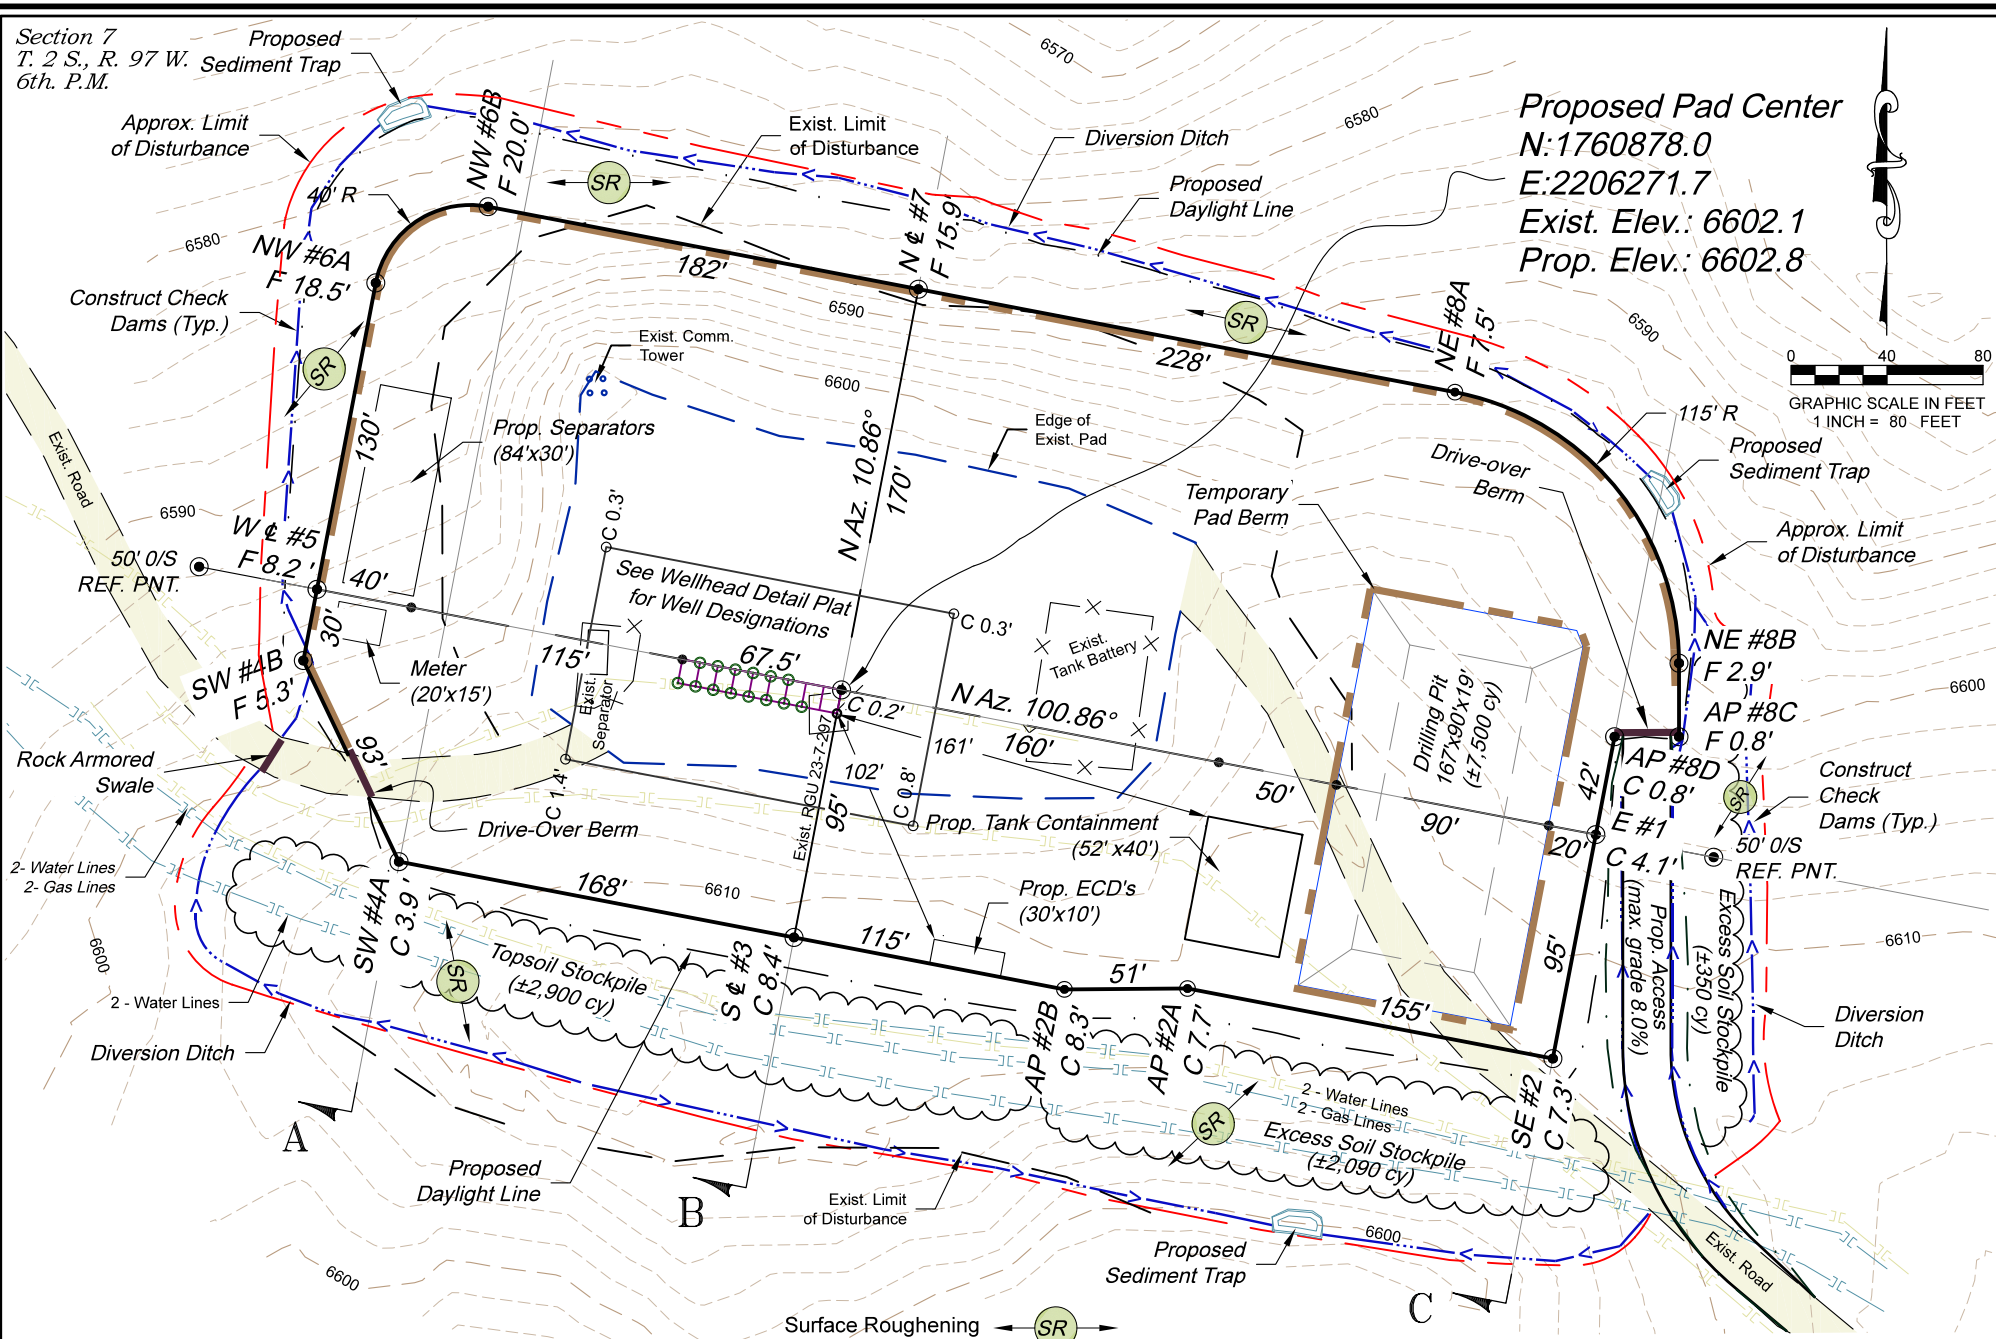 Section 7
T. 2 S., R. 97 W.
6th. P.M.
Proposed
Sediment Trap
Approx. Limit
of Disturbance
40' R
NW #6B
F 20.0'
SR
Exist. Limit
of Disturbance
Diversion Ditch
Proposed
Daylight Line
6570
6580
Proposed Pad Center
N:1760878.0
E:2206271.7
Exist. Elev.: 6602.1
Prop. Elev.: 6602.8
6580
NW #6A
F 18.5'
Construct Check
Dams (Typ.)
SR
182'
N ℄ #7
F 15.9'
6590
228'
SR
NE #8A
F 7.5'
6590
0 40 80
GRAPHIC SCALE IN FEET
1 INCH = 80 FEET
Exist. Comm.
Tower
6600
130'
Prop. Separators
(84'x30')
Edge of
Exist. Pad
N Az. 10.86°
170'
115' R
Drive-over
Berm
Proposed
Sediment Trap
Temporary
Pad Berm
Approx. Limit
of Disturbance
Exist. Road
6590
W ℄ #5
F 8.2 '
50' 0/S
REF. PNT.
40'
30'
C 0.3'
See Wellhead Detail Plat
for Well Designations
C 0.3'
Exist.
Tank Battery
Meter
(20'x15')
115'
67.5'
Exist.
Separator
C 0.2'
N Az. 100.86°
161'
160'
102'
50'
Drilling Pit
167'x90'x19'
(±7,500 cy)
90'
20'
42'
NE #8B
F 2.9'
AP #8C
F 0.8'
AP #8D
C 0.8'
6600
SW #4B
F 5.3'
Rock Armored
Swale
93'
C 1.4'
Exist. RGU 23-7-297
95'
C 0.8'
Drive-Over Berm
2- Water Lines
2- Gas Lines
Prop. Tank Containment
(52' x40')
Prop. ECD's
(30'x10')
E #1
C 4.1'
SR
Construct
Check
Dams (Typ.)
50' 0/S
REF. PNT.
168'
6610
115'
51'
155'
95'
Prop. Access
(max. grade 8.0%)
Excess Soil Stockpile
(±350 cy)
6610
Diversion
Ditch
6600
SW #4A
C 3.9 '
SR
Topsoil Stockpile
(±2,900 cy)
S ℄ #3
C 8.4'
AP #2B
C 8.3'
AP #2A
C 7.7'
SE #2
C 7.3'
2 - Water Lines
Diversion Ditch
2 - Water Lines
2 - Gas Lines
SR
Excess Soil Stockpile
(±2,090 cy)
A
B
C
Proposed
Daylight Line
Exist. Limit
of Disturbance
Proposed
Sediment Trap
6600
6600
Exist. Road
Surface Roughening
SR